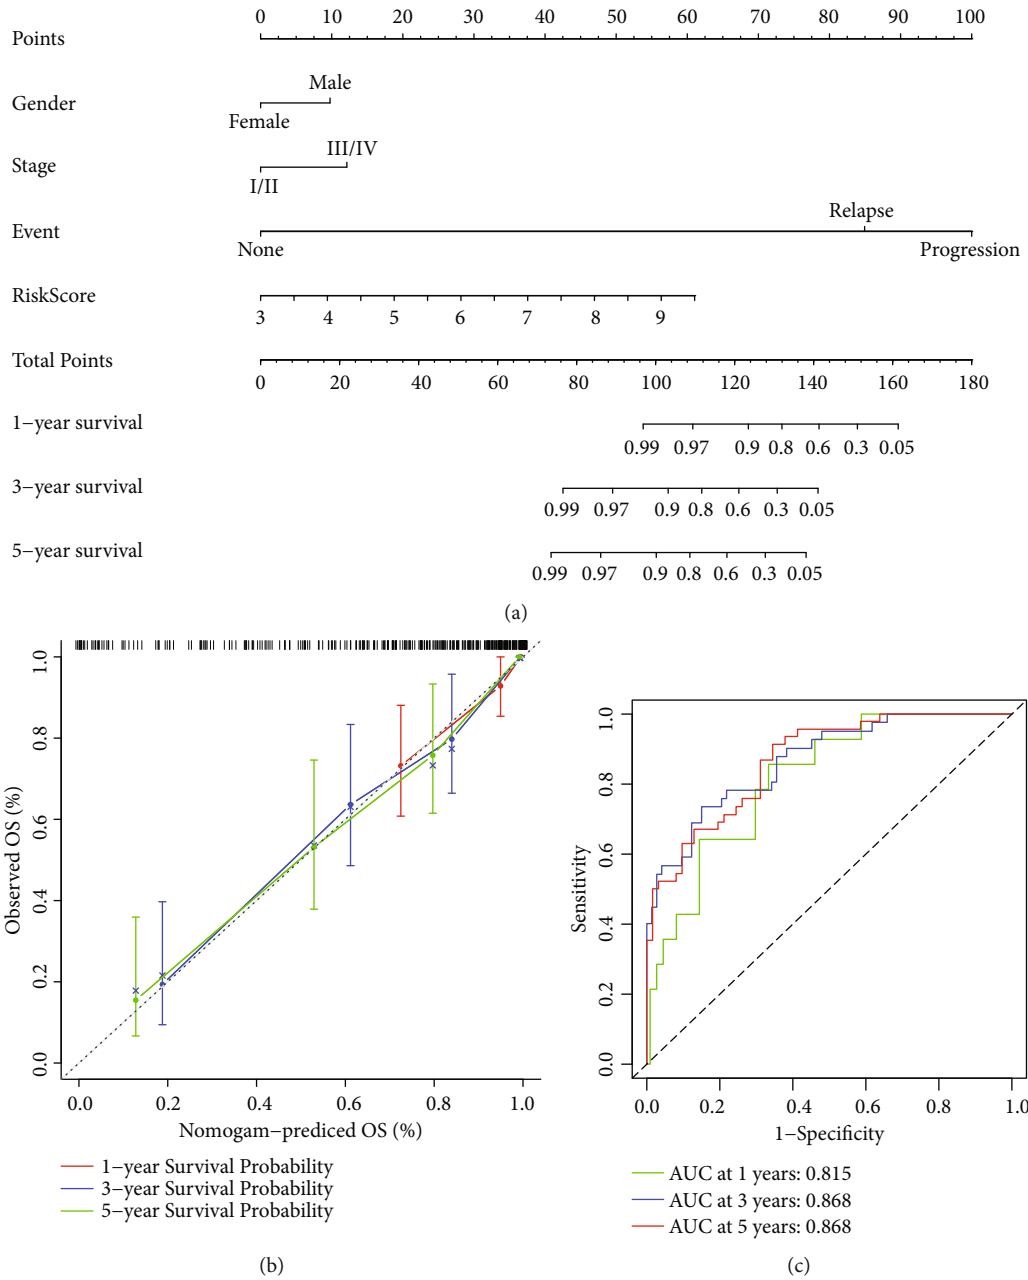 Points
0 10 20 30 40 50 60 70 80 90 100
Gender
Male
Female
Stage
III/IV
I/II
Event
Relapse
None
Progression
RiskScore
3 4 5 6 7 8 9
Total Points
0 20 40 60 80 100 120 140 160 180
1−year survival
0.99 0.97 0.9 0.8 0.6 0.3 0.05
3−year survival
0.99 0.97 0.9 0.8 0.6 0.3 0.05
5−year survival
0.99 0.97 0.9 0.8 0.6 0.3 0.05
(a)
Observed OS (%)
1.0
0.8
0.6
0.4
0.2
0.0
0.0 0.2 0.4 0.6 0.8 1.0
Nomogam−prediced OS (%)
1−year Survival Probability
3−year Survival Probability
5−year Survival Probability
(b)
Sensitivity
1.0
0.8
0.6
0.4
0.2
0.0
0.0 0.2 0.4 0.6 0.8 1.0
1−Specificity
AUC at 1 years: 0.815
AUC at 3 years: 0.868
AUC at 5 years: 0.868
(c)